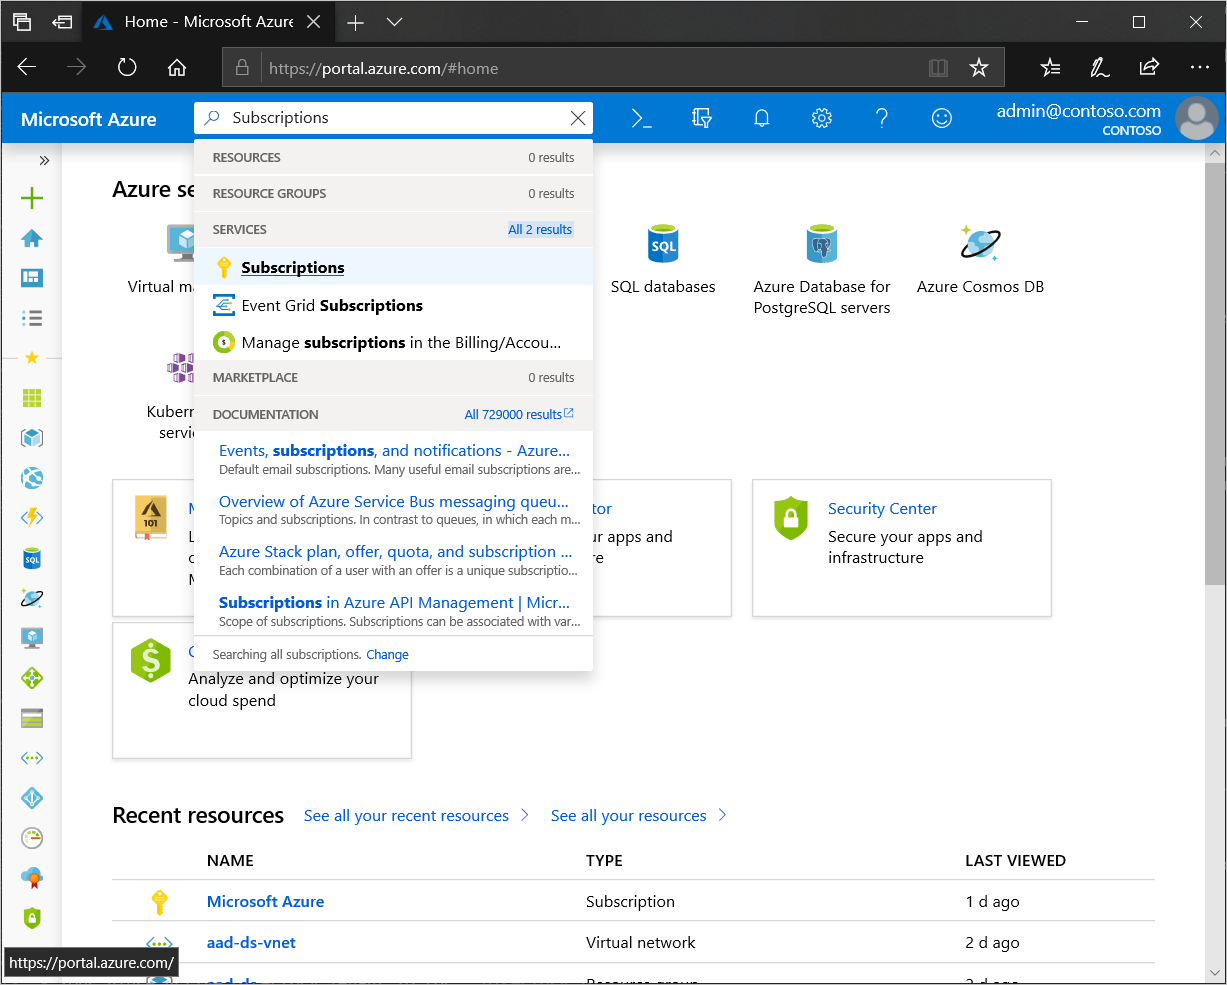 Home - Microsoft Azure
https://portal.azure.com/#home
Microsoft Azure
Subscriptions
admin@contoso.com
CONTOSO
RESOURCES 0 results
RESOURCE GROUPS 0 results
SERVICES All 2 results
Subscriptions
Event Grid Subscriptions
Manage subscriptions in the Billing/Accou...
MARKETPLACE 0 results
DOCUMENTATION All 729000 results
Events, subscriptions, and notifications - Azure...
Default email subscriptions. Many useful email subscriptions are...
Overview of Azure Service Bus messaging queu...
Topics and subscriptions. In contrast to queues, in which each m...
Azure Stack plan, offer, quota, and subscription ...
Each combination of a user with an offer is a unique subscriptio...
Subscriptions in Azure API Management | Micr...
Scope of subscriptions. Subscriptions can be associated with var...
Searching all subscriptions. Change
Azure se
Virtual ma
SQL databases
Azure Database for
PostgreSQL servers
Azure Cosmos DB
SQL
Kubern
servic
101
tor
ur apps and
re
Security Center
Secure your apps and
infrastructure
Analyze and optimize your
cloud spend
SQL
Recent resources See all your recent resources See all your resources
NAME TYPE LAST VIEWED
Microsoft Azure Subscription 1 d ago
aad-ds-vnet Virtual network 2 d ago
https://portal.azure.com/